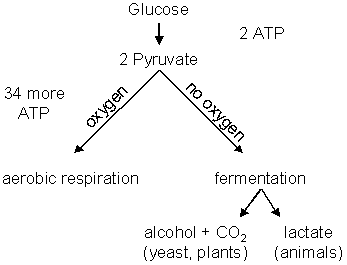 Glucose
2 ATP
2 Pyruvate
34 more
ATP
oxygen
no oxygen
aerobic respiration
fermentation
alcohol + CO₂
(yeast, plants)
lactate
(animals)